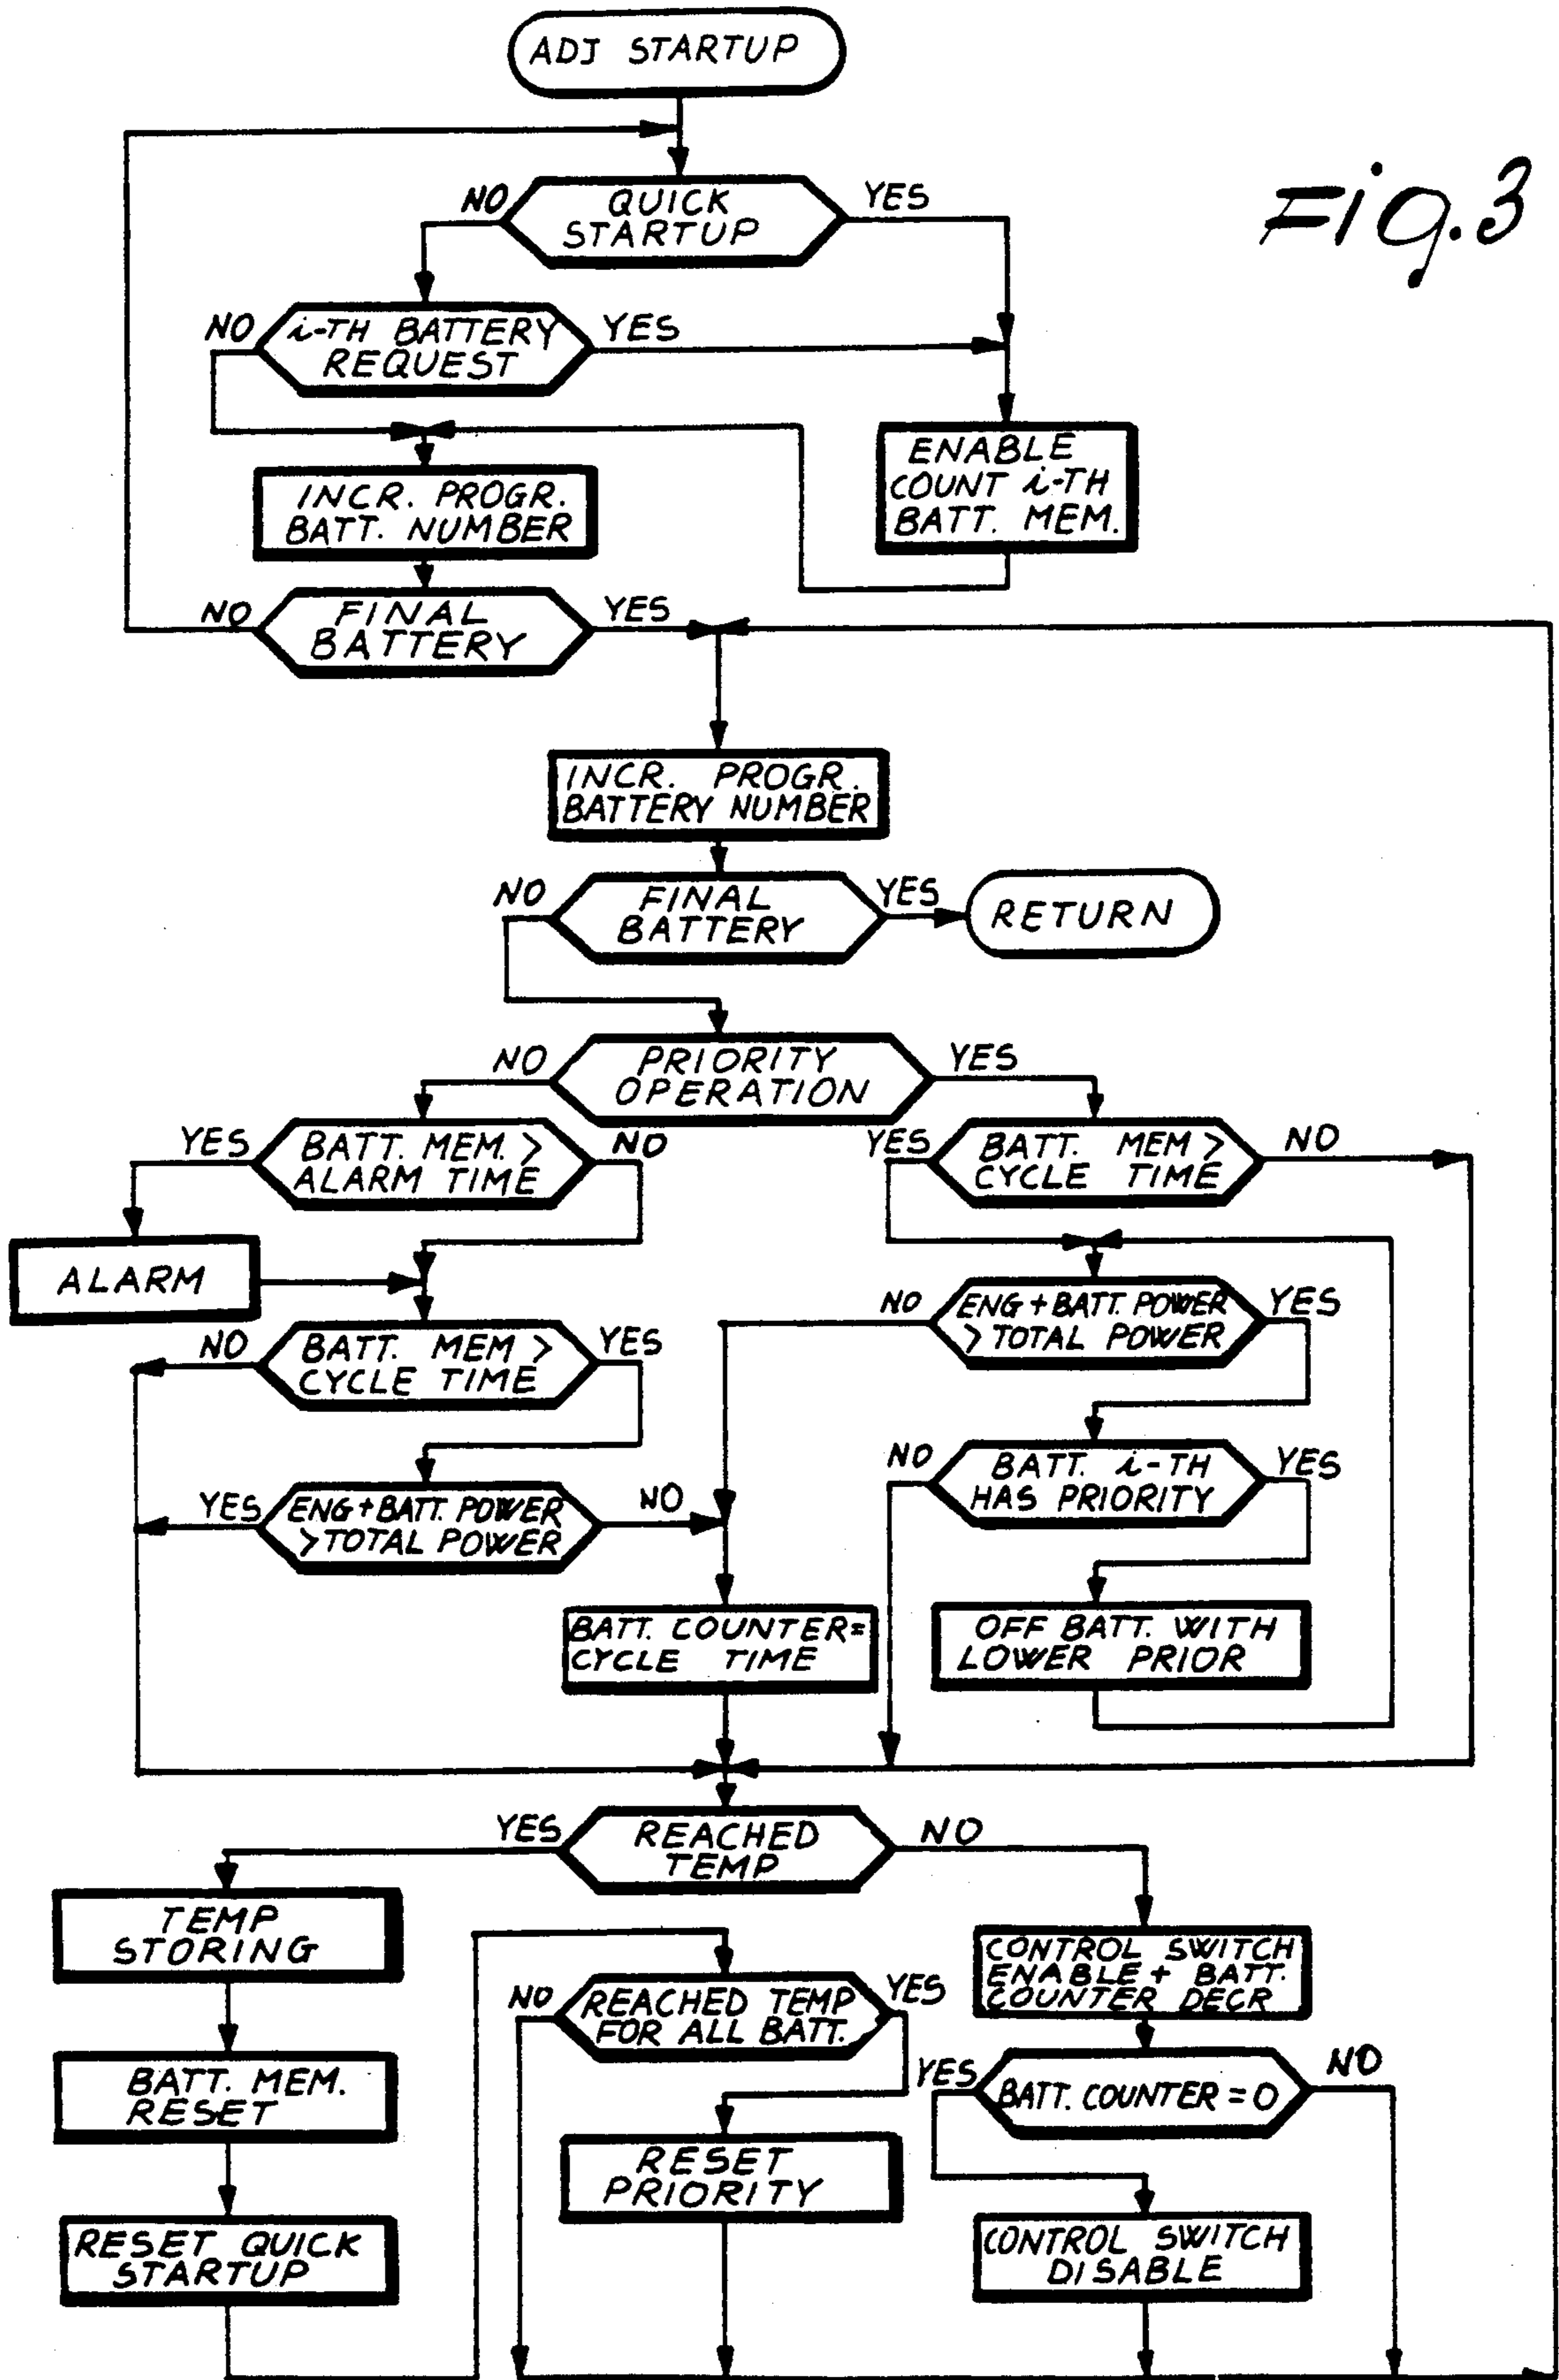 ADJ STARTUP
Fig.3
NO
QUICK
STARTUP
YES
NO
i-TH BATTERY
REQUEST
YES
INCR. PROGR.
BATT. NUMBER
ENABLE
COUNT i-TH
BATT. MEM.
NO
FINAL
BATTERY
YES
INCR. PROGR.
BATTERY NUMBER
NO
FINAL
BATTERY
YES
RETURN
NO
PRIORITY
OPERATION
YES
YES
BATT. MEM. >
ALARM TIME
NO
YES
BATT. MEM >
CYCLE TIME
NO
ALARM
NO
ENG + BATT. POWER
> TOTAL POWER
YES
NO
BATT. MEM >
CYCLE TIME
YES
NO
BATT. i-TH
HAS PRIORITY
YES
YES
ENG + BATT. POWER
> TOTAL POWER
NO
BATT. COUNTER =
CYCLE TIME
OFF BATT. WITH
LOWER PRIOR
YES
REACHED
TEMP
NO
TEMP
STORING
NO
REACHED TEMP
FOR ALL BATT.
YES
CONTROL SWITCH
ENABLE + BATT.
COUNTER DECR
BATT. MEM.
RESET
YES
BATT. COUNTER = 0
NO
RESET
PRIORITY
RESET QUICK
STARTUP
CONTROL SWITCH
DISABLE